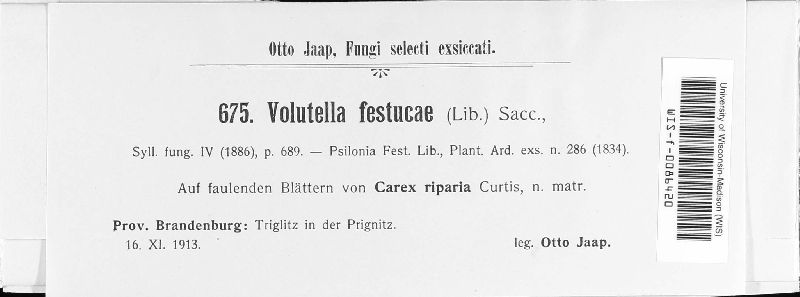 Otto Jaap, Fungi selecti exsiccati.
675. Volutella festucae (Lib.) Sacc.,
Syll. fung. IV (1886), p. 689. — Psilonia Fest. Lib., Plant. Ard. exs. n. 286 (1834).
Auf faulenden Blättern von Carex riparia Curtis, n. matr.
Prov. Brandenburg: Triglitz in der Prignitz.
16. XI. 1913.
leg. Otto Jaap.
University of Wisconsin-Madison (WIS)
WIS-f-0086420